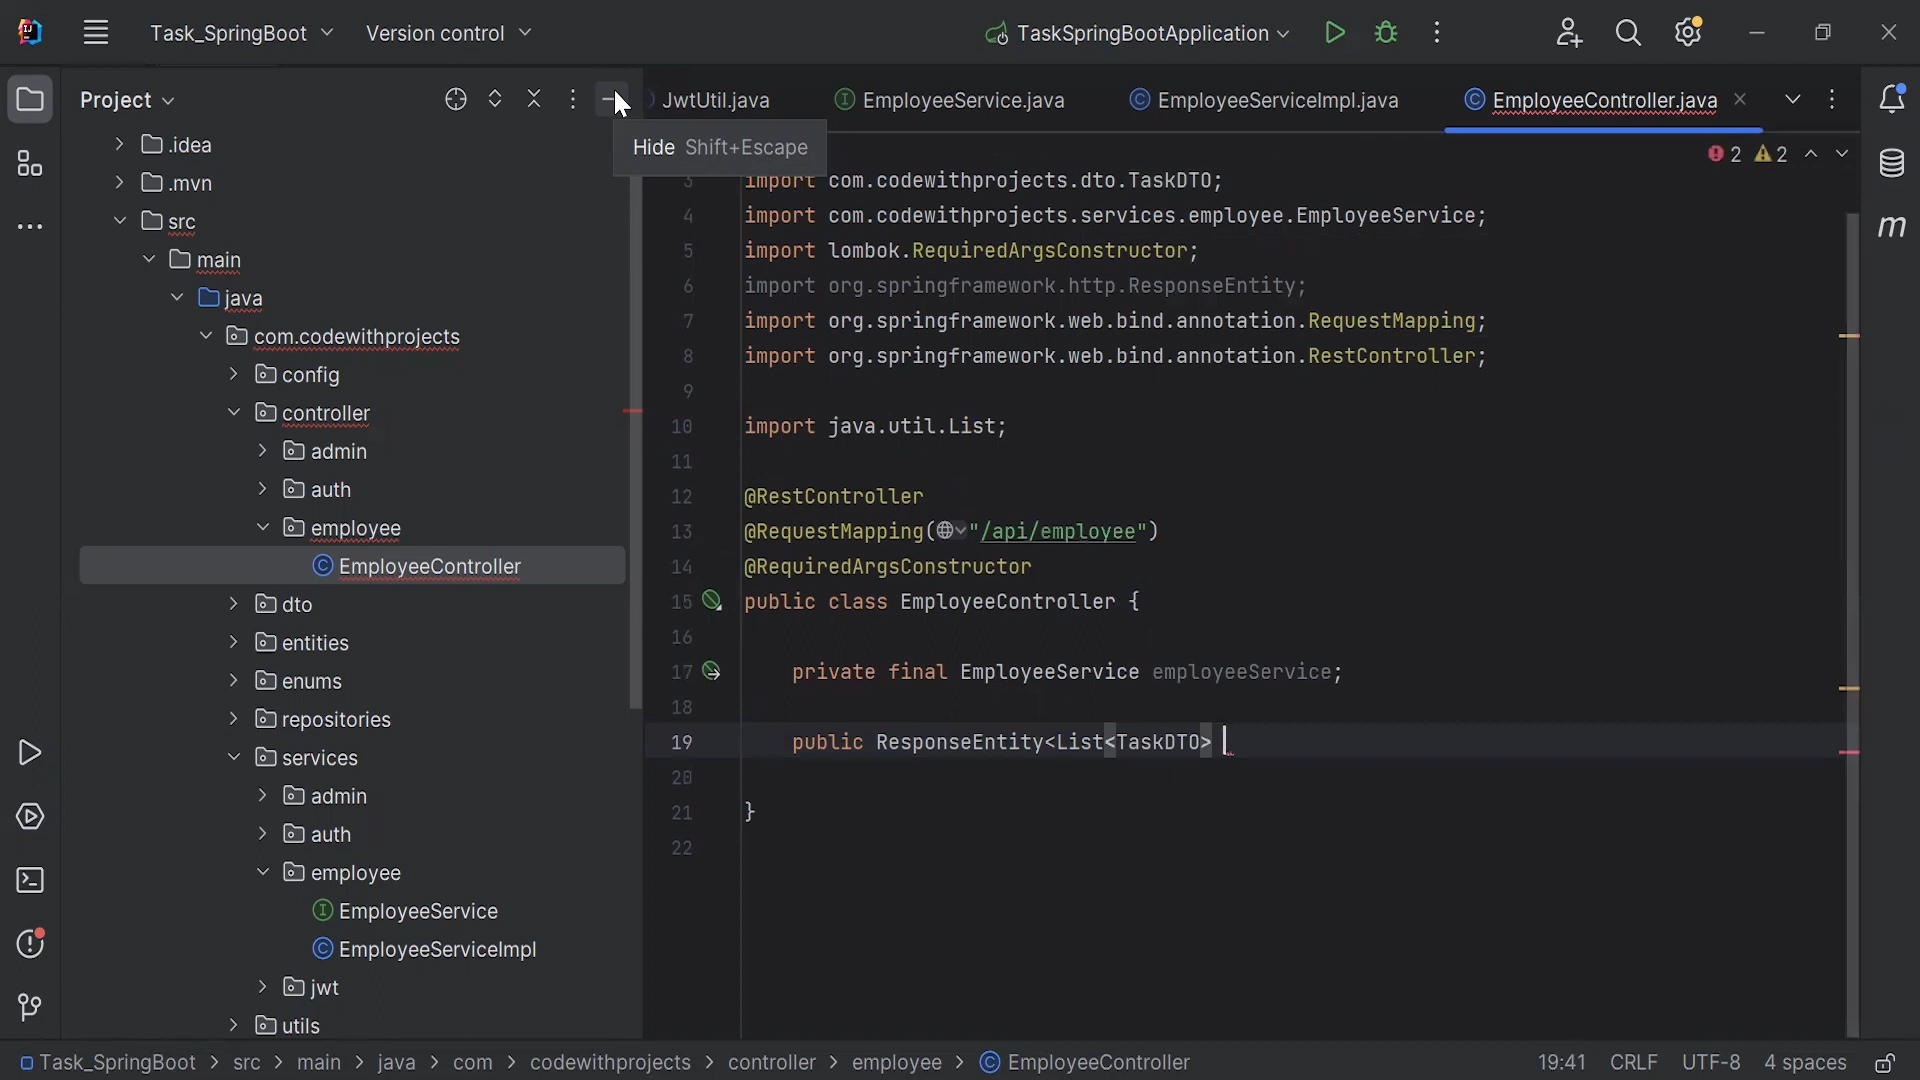 Task_SpringBoot
Version control
TaskSpringBootApplication
Project
Hide Shift+Escape
.idea
.mvn
src
main
java
com.codewithprojects
config
controller
admin
auth
employee
EmployeeController
dto
entities
enums
repositories
services
admin
auth
employee
EmployeeService
EmployeeServiceImpl
jwt
utils
JwtUtil.java
EmployeeService.java
EmployeeServiceImpl.java
EmployeeController.java
2 2
3 import com.codewithprojects.dto.TaskDTO;
4 import com.codewithprojects.services.employee.EmployeeService;
5 import lombok.RequiredArgsConstructor;
6 import org.springframework.http.ResponseEntity;
7 import org.springframework.web.bind.annotation.RequestMapping;
8 import org.springframework.web.bind.annotation.RestController;
9
10 import java.util.List;
11
12 @RestController
13 @RequestMapping("/api/employee")
14 @RequiredArgsConstructor
15 public class EmployeeController {
16
17 private final EmployeeService employeeService;
18
19 public ResponseEntity<List<TaskDTO>
20
21 }
22
m
Task_SpringBoot > src > main > java > com > codewithprojects > controller > employee > EmployeeController
19:41 CRLF UTF-8 4 spaces